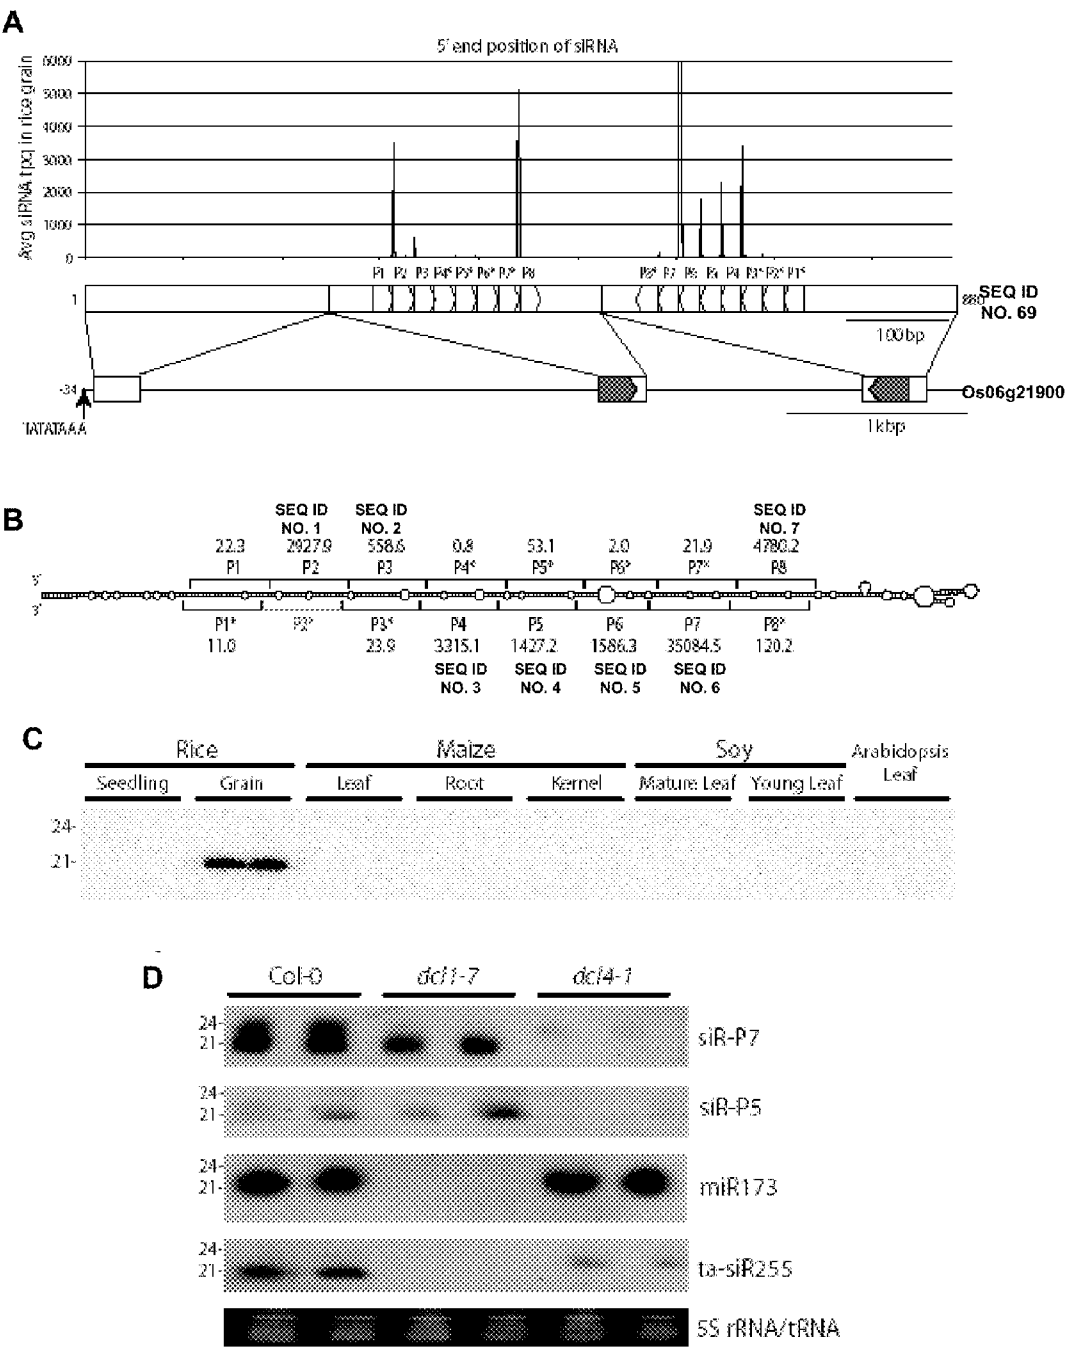 A
5' end position of siRNA
Avg siRNA tpq in rice grain
6000
5000
4000
3000
2000
1000
0
P1 P2 P3 P4* P5* P6* P7* P8 P8* P7 P6 P5 P4 P3* P2* P1*
1
880
SEQ ID NO. 69
100bp
-34
Os06g21900
TATATAAA
1kbp
B
SEQ ID NO. 1 SEQ ID NO. 2 SEQ ID NO. 7
22.3 2927.9 558.6 0.8 53.1 2.0 21.9 4780.2
P1 P2 P3 P4* P5* P6* P7* P8
5'
3'
P1* P2* P3* P4 P5 P6 P7 P8*
11.0 23.9 3315.1 1427.2 1586.3 35084.5 120.2
SEQ ID NO. 3 SEQ ID NO. 4 SEQ ID NO. 5 SEQ ID NO. 6
C
Rice Maize Soy Arabidopsis Leaf
Seedling Grain Leaf Root Kernel Mature Leaf Young Leaf
24-
21-
D
Col-0 dcl1-7 dcl4-1
24-
21-
siR-P7
24-
21-
siR-P5
24-
21-
miR173
24-
21-
ta-siR255
5S rRNA/tRNA